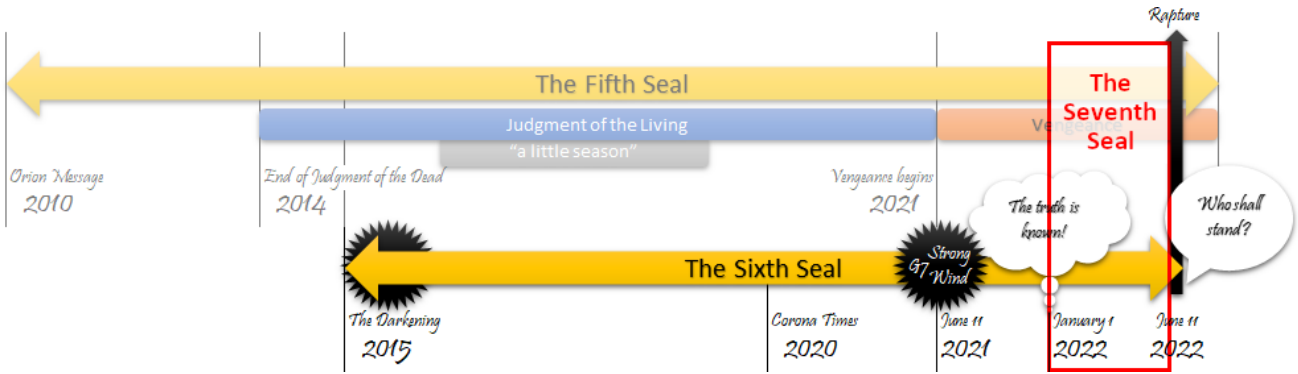 Rapture
The Fifth Seal
The
Seventh
Seal
Judgment of the Living
Vengeance
"a little season"
Orion Message
2010
End of Judgment of the Dead
2014
Vengeance begins
2021
The truth is
known!
Who shall
stand?
The Sixth Seal
Strong
G7 Wind
The Darkening
2015
Corona Times
2020
June 11
2021
January 1
2022
June 11
2022